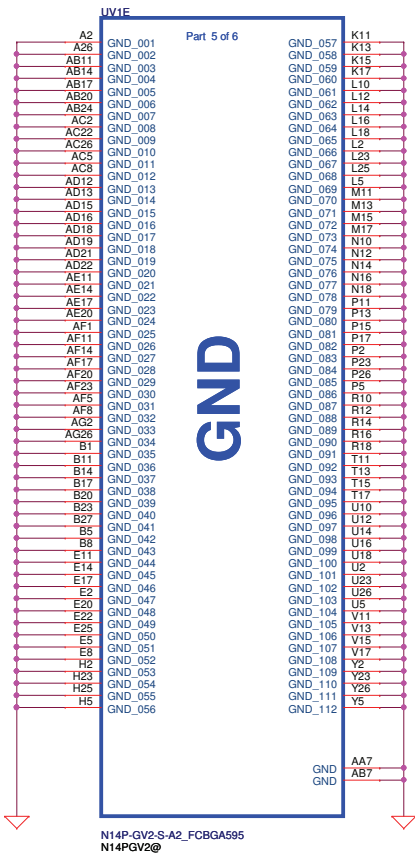 UV1E
Part 5 of 6
A2 GND_001 GND_057 K11
A26 GND_002 GND_058 K13
AB11 GND_003 GND_059 K15
AB14 GND_004 GND_060 K17
AB17 GND_005 GND_061 L10
AB20 GND_006 GND_062 L12
AB24 GND_007 GND_063 L14
AC2 GND_008 GND_064 L16
AC22 GND_009 GND_065 L18
AC26 GND_010 GND_066 L2
AC5 GND_011 GND_067 L23
AC8 GND_012 GND_068 L25
AD12 GND_013 GND_069 L5
AD13 GND_014 GND_070 M11
AD15 GND_015 GND_071 M13
AD16 GND_016 GND_072 M15
AD18 GND_017 GND_073 M17
AD19 GND_018 GND_074 N10
AD21 GND_019 GND_075 N12
AD22 GND_020 GND_076 N14
AE11 GND_021 GND_077 N16
AE14 GND_022 GND_078 N18
AE17 GND_023 GND_079 P11
AE20 GND_024 GND_080 P13
AF1 GND_025 GND_081 P15
AF11 GND_026 GND_082 P17
AF14 GND_027 GND_083 P2
AF17 GND_028 GND_084 P23
AF20 GND_029 GND_085 P26
AF23 GND_030 GND_086 P5
AF5 GND_031 GND_087 R10
AF8 GND_032 GND_088 R12
AG2 GND_033 GND_089 R14
AG26 GND_034 GND_090 R16
B1 GND_035 GND_091 R18
B11 GND_036 GND_092 T11
B14 GND_037 GND_093 T13
B17 GND_038 GND_094 T15
B20 GND_039 GND_095 T17
B23 GND_040 GND_096 U10
B27 GND_041 GND_097 U12
B5 GND_042 GND_098 U14
B8 GND_043 GND_099 U16
E11 GND_044 GND_100 U18
E14 GND_045 GND_101 U2
E17 GND_046 GND_102 U23
E2 GND_047 GND_103 U26
E20 GND_048 GND_104 U5
E22 GND_049 GND_105 V11
E25 GND_050 GND_106 V13
E5 GND_051 GND_107 V15
E8 GND_052 GND_108 V17
H2 GND_053 GND_109 Y2
H23 GND_054 GND_110 Y23
H25 GND_055 GND_111 Y26
H5 GND_056 GND_112 Y5
GND
GND AA7
GND AB7
N14P-GV2-S-A2_FCBGA595
N14PGV2@